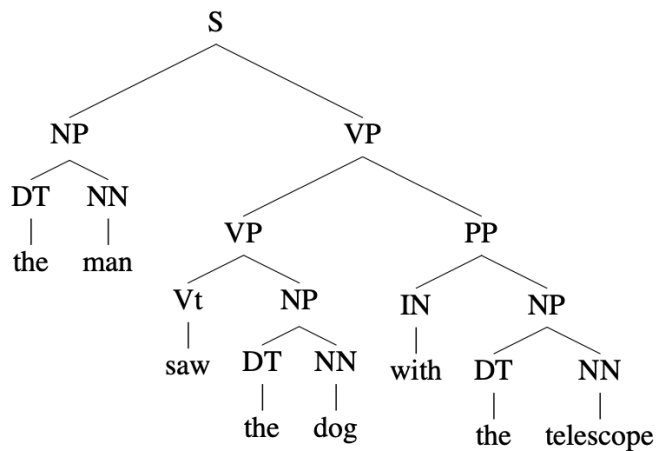 S
NP VP
DT NN VP PP
the man Vt NP IN NP
saw DT NN with DT NN
the dog the telescope